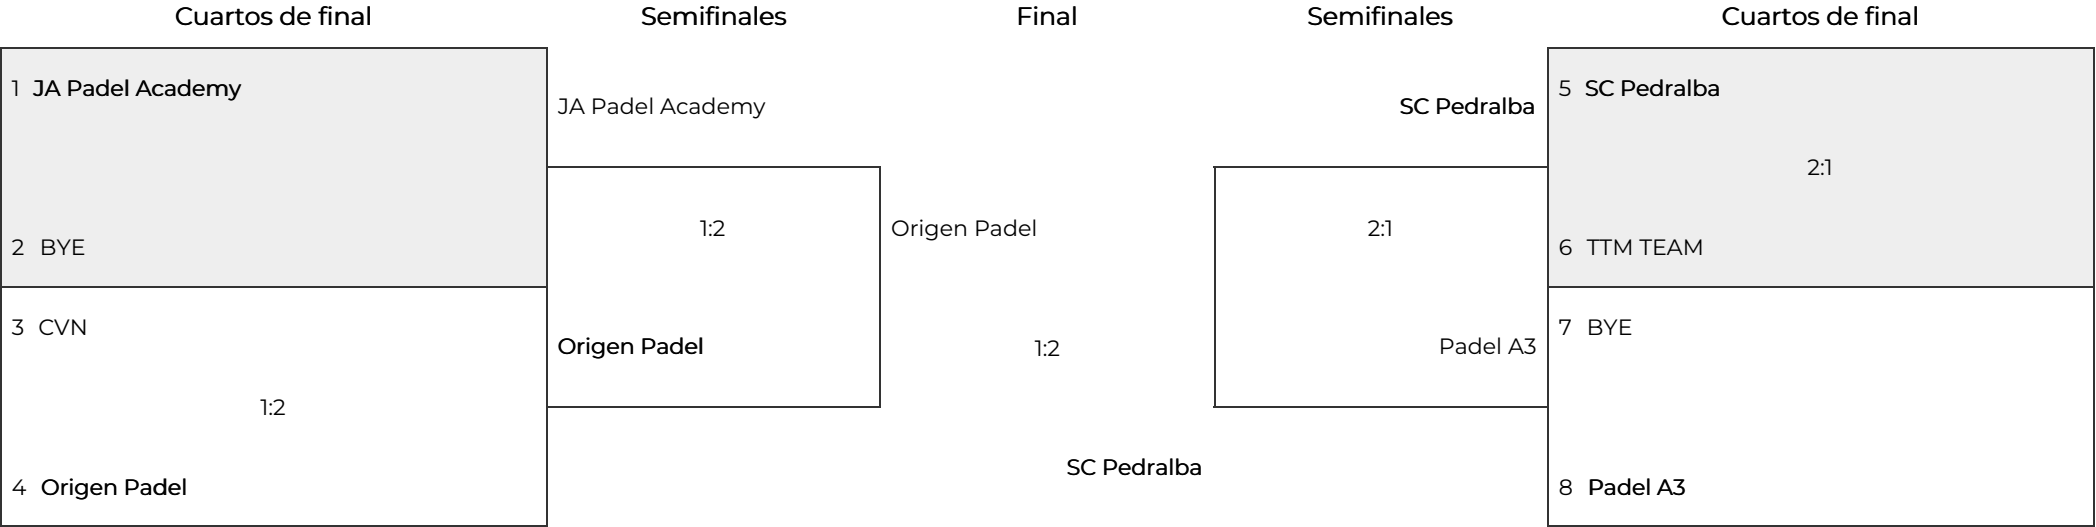 Cuartos de final
Semifinales
Final
Semifinales
Cuartos de final
1 JA Padel Academy
2 BYE
3 CVN
1:2
4 Origen Padel
JA Padel Academy
1:2
Origen Padel
Origen Padel
1:2
SC Pedralba
SC Pedralba
2:1
Padel A3
5 SC Pedralba
2:1
6 TTM TEAM
7 BYE
8 Padel A3